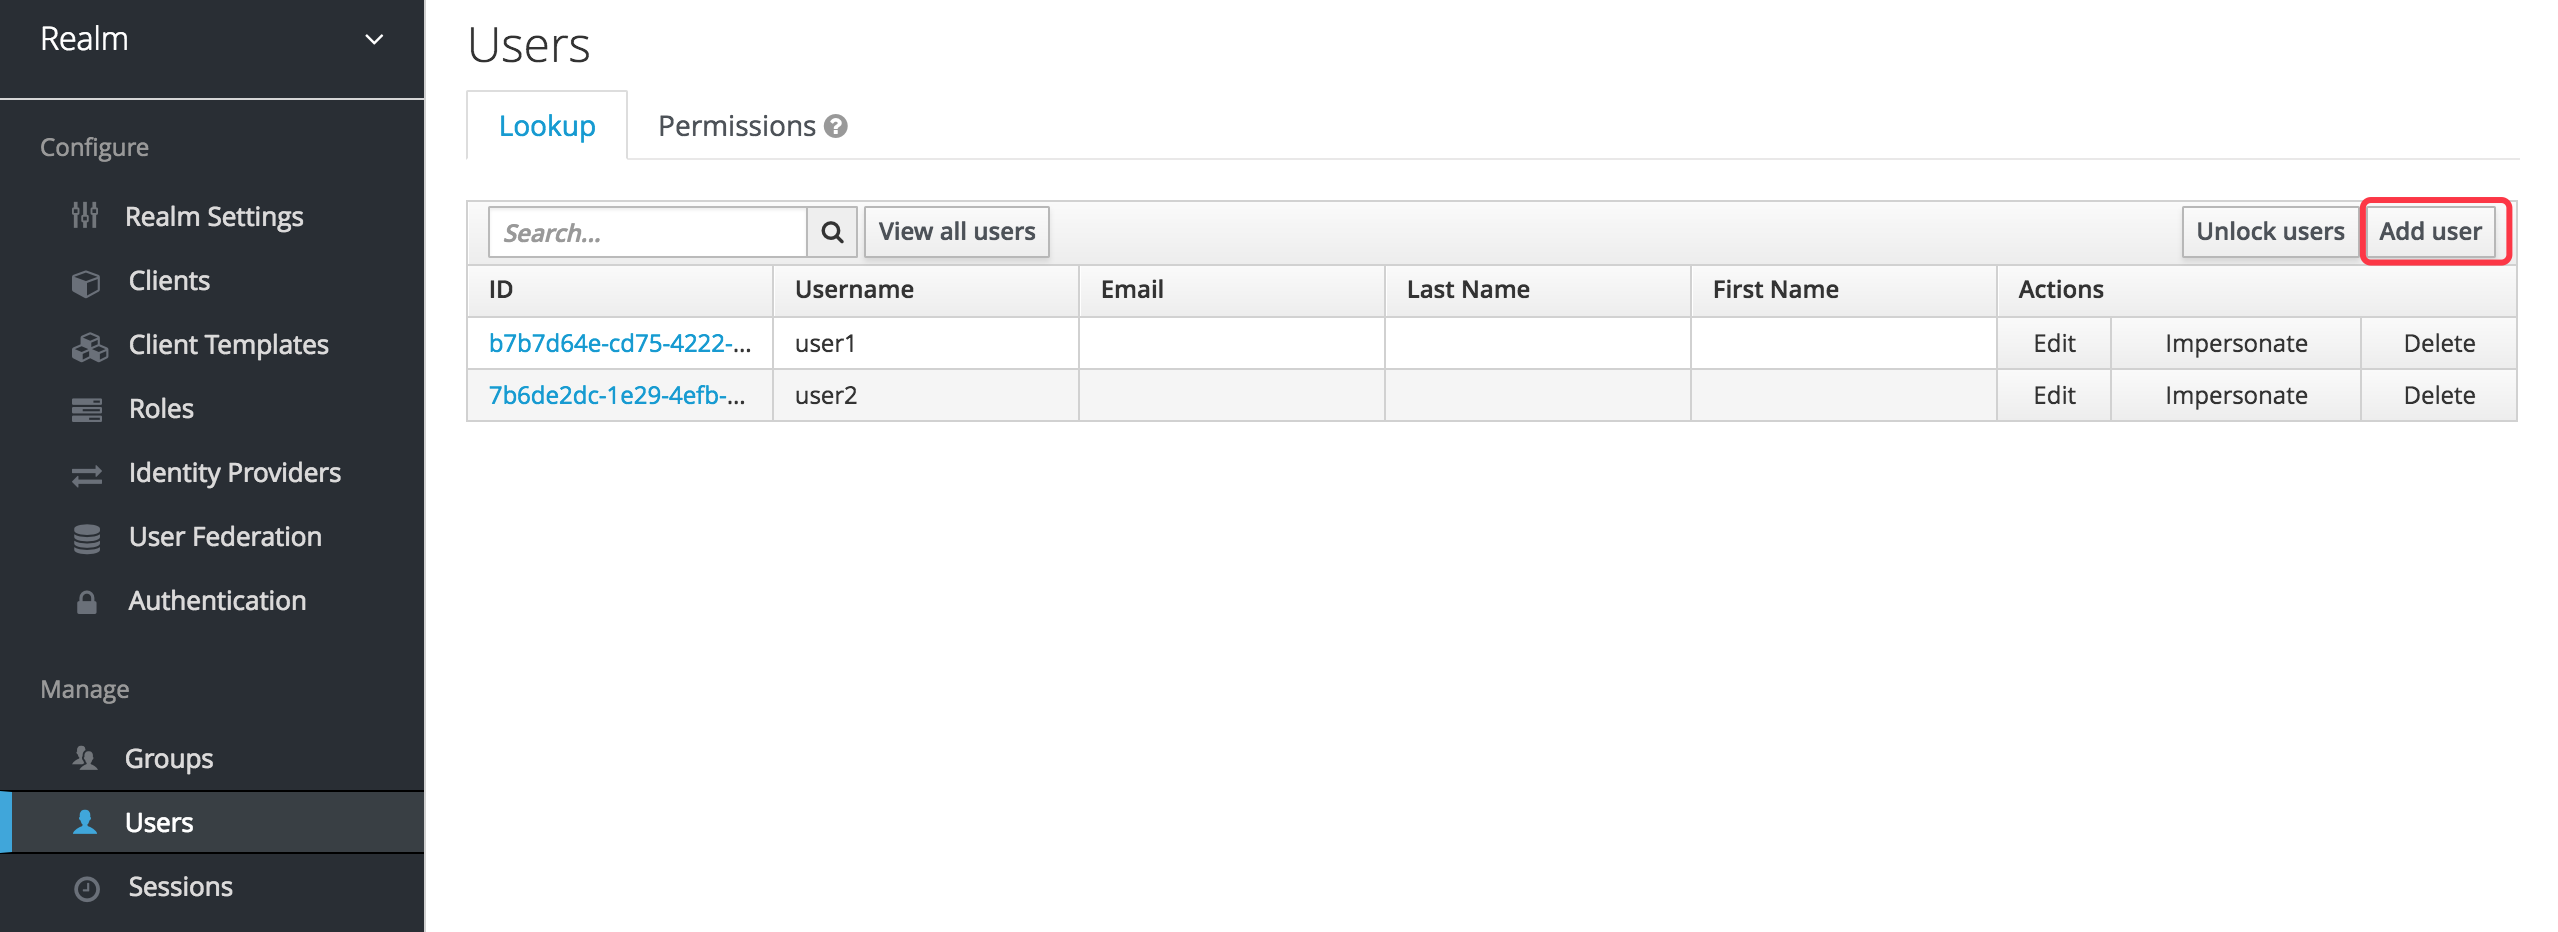 Realm
Configure
Realm Settings
Clients
Client Templates
Roles
Identity Providers
User Federation
Authentication
Manage
Groups
Users
Sessions
Users
Lookup Permissions ?
Search... View all users Unlock users Add user
ID Username Email Last Name First Name Actions
b7b7d64e-cd75-4222-... user1 Edit Impersonate Delete
7b6de2dc-1e29-4efb-... user2 Edit Impersonate Delete